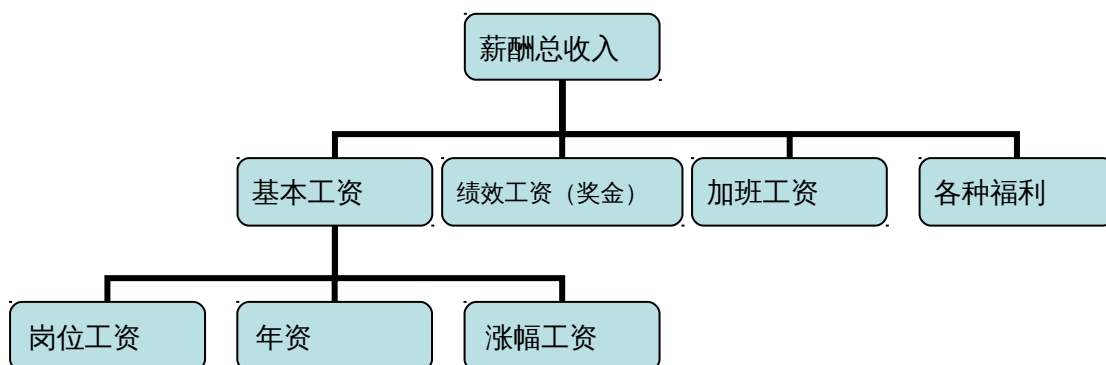 薪酬总收入
基本工资
绩效工资（奖金）
加班工资
各种福利
岗位工资
年资
涨幅工资